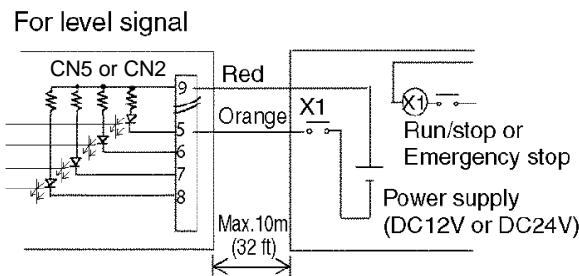 For level signal
CN5 or CN2
9
5
6
7
8
Red
Orange
X1
X1
Run/stop or
Emergency stop
Power supply
(DC12V or DC24V)
Max.10m
(32 ft)